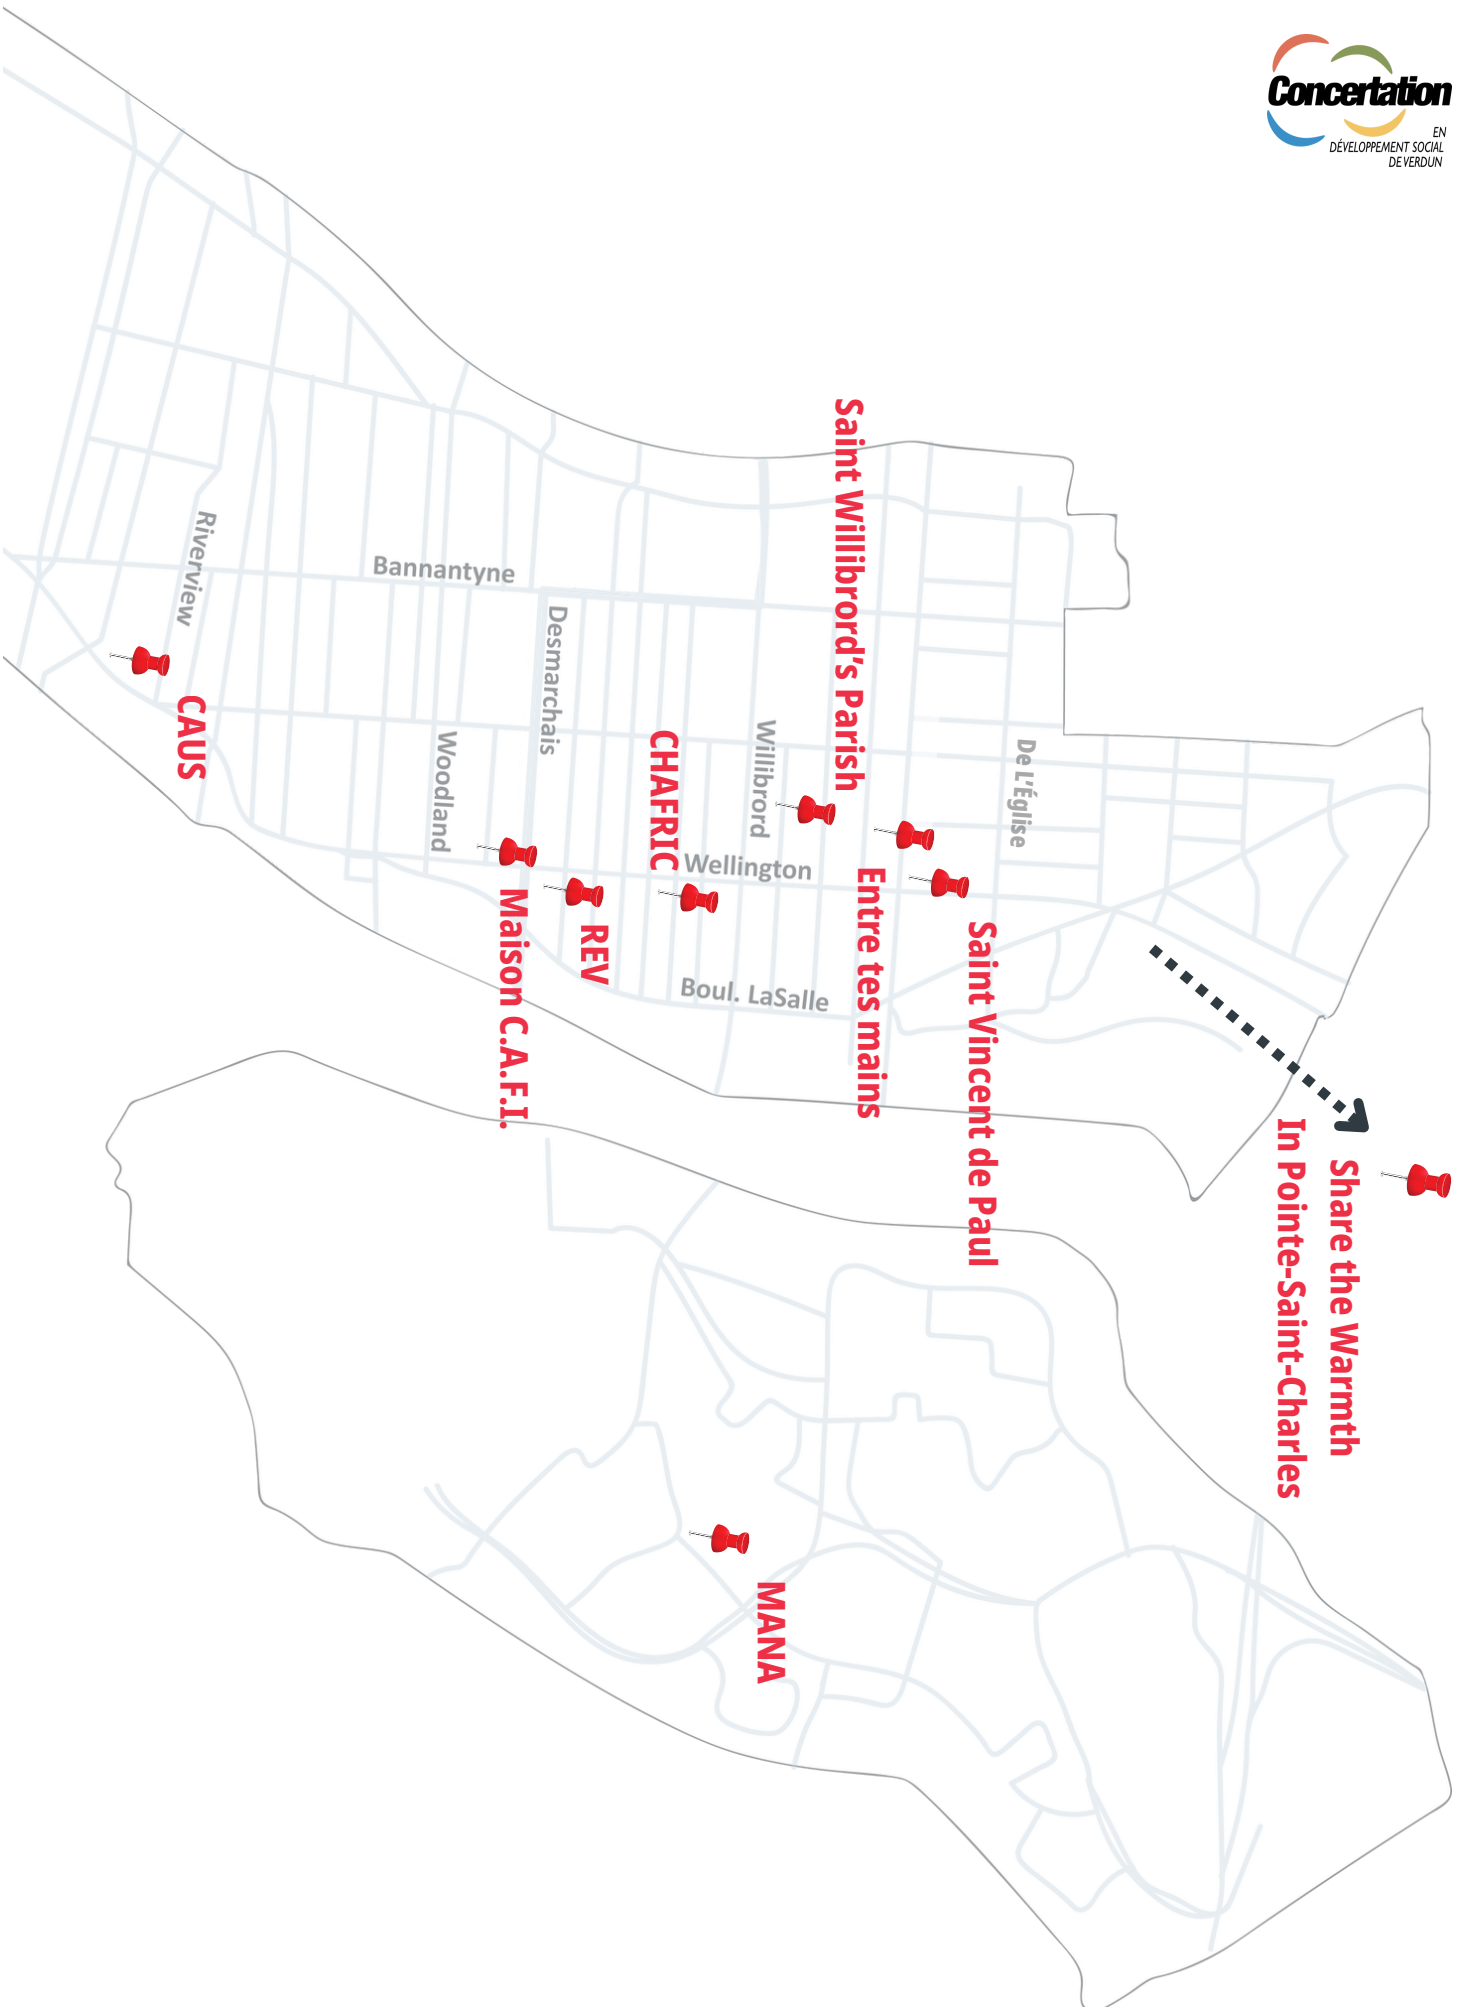 Concertation
EN
DÉVELOPPEMENT SOCIAL
DE VERDUN
Saint Willibrord's Parish
Riverview
Bannantyne
Desmarchais
CAUS
Woodland
CHAFRIC
Willibrord
De L'Église
Wellington
Entre tes mains
Maison C.A.F.I.
REV
Saint Vincent de Paul
Boul. LaSalle
Share the Warmth
In Pointe-Saint-Charles
MANA